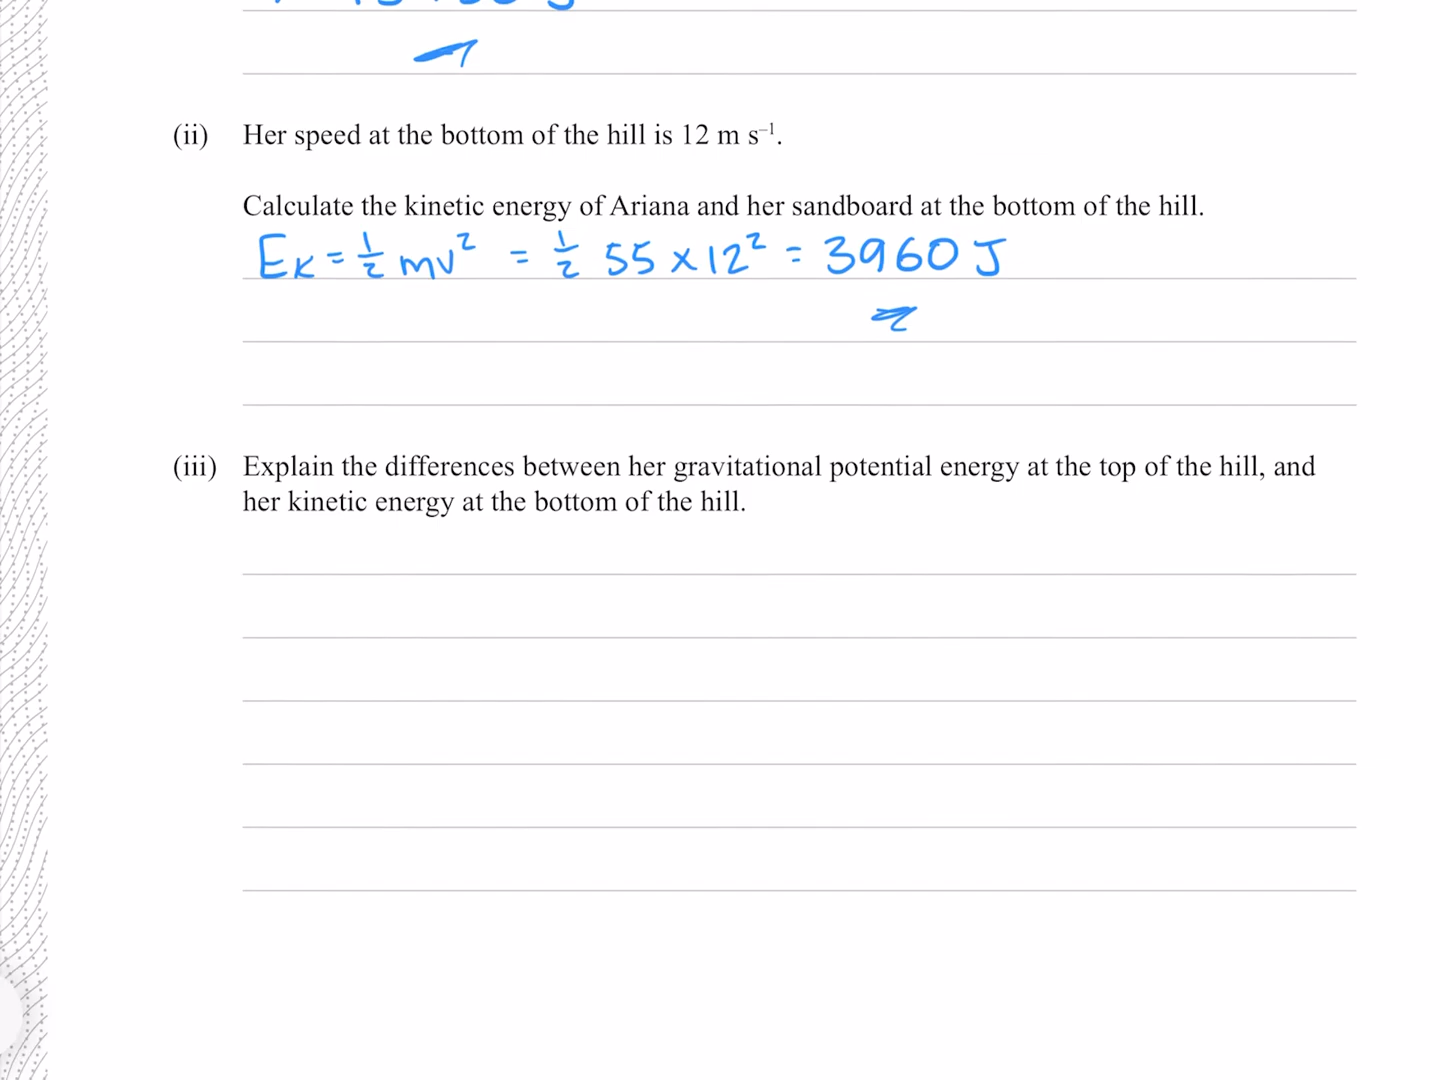 (ii) Her speed at the bottom of the hill is 12 m s⁻¹.
Calculate the kinetic energy of Ariana and her sandboard at the bottom of the hill.
Eₖ = ½ mv² = ½ 55 × 12² = 3960 J
(iii) Explain the differences between her gravitational potential energy at the top of the hill, and
her kinetic energy at the bottom of the hill.